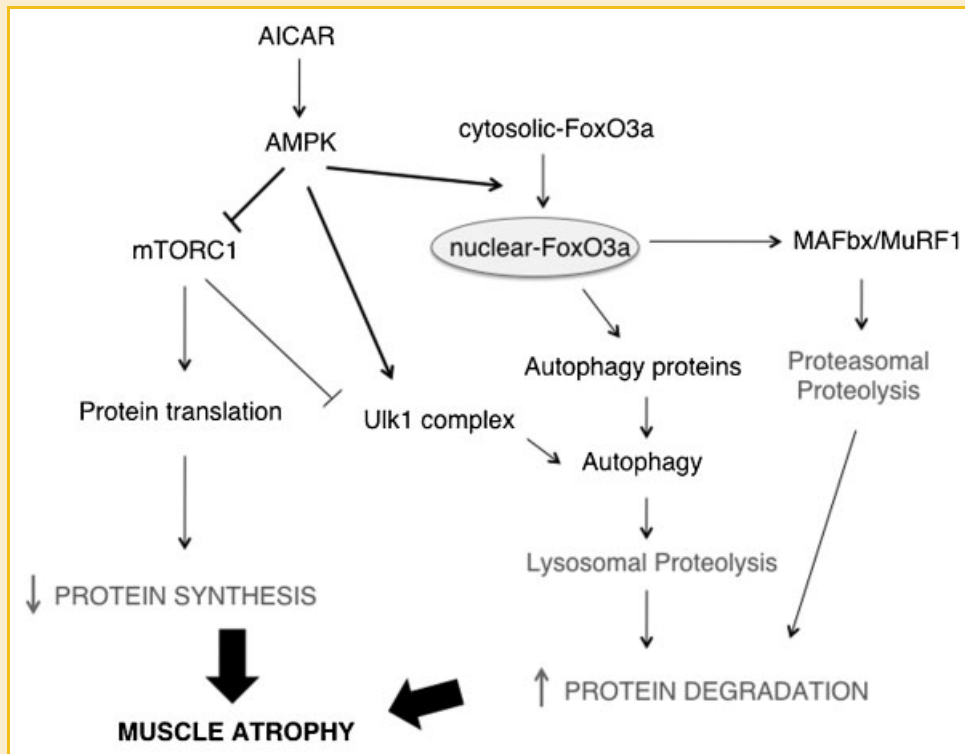 AICAR
AMPK
cytosolic-FoxO3a
mTORC1
nuclear-FoxO3a
MAFbx/MuRF1
Protein translation
Ulk1 complex
Autophagy proteins
Proteasomal
Proteolysis
Autophagy
Lysosomal Proteolysis
↓ PROTEIN SYNTHESIS
↑ PROTEIN DEGRADATION
MUSCLE ATROPHY